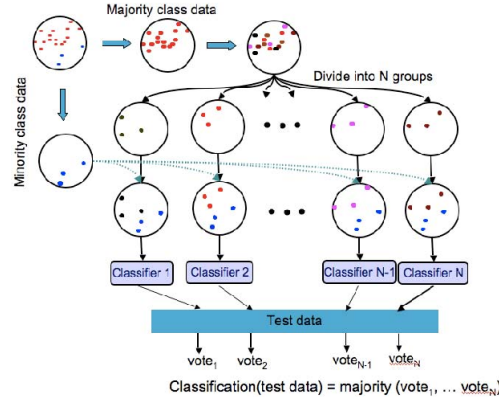 Majority class data
Minority class data
Divide into N groups
Classifier 1
Classifier 2
Classifier N-1
Classifier N
Test data
vote1
vote2
voteN-1
voteN
Classification(test data) = majority (vote1, ... voteN)